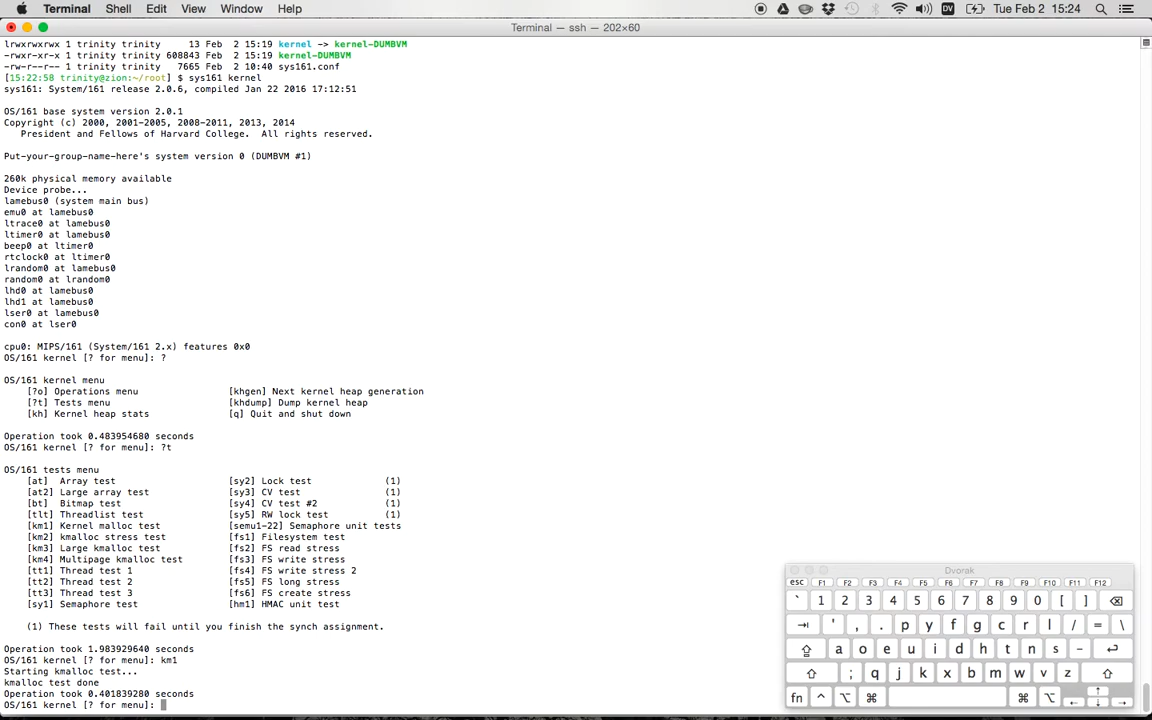 Terminal Shell Edit View Window Help DV Tue Feb 2 15:24
Terminal — ssh — 202×60
lrwxrwxrwx 1 trinity trinity 13 Feb 2 15:19 kernel -> kernel-DUMBVM
-rwxr-xr-x 1 trinity trinity 608843 Feb 2 15:19 kernel-DUMBVM
-rw-r--r-- 1 trinity trinity 7665 Feb 2 10:40 sys161.conf
[15:22:58 trinity@zion:~/root] $ sys161 kernel
sys161: System/161 release 2.0.6, compiled Jan 22 2016 17:12:51
OS/161 base system version 2.0.1
Copyright (c) 2000, 2001-2005, 2008-2011, 2013, 2014
President and Fellows of Harvard College. All rights reserved.
Put-your-group-name-here's system version 0 (DUMBVM #1)
260k physical memory available
Device probe...
lamebus0 (system main bus)
emu0 at lamebus0
ltrace0 at lamebus0
ltimer0 at lamebus0
beep0 at ltimer0
rtclock0 at ltimer0
lrandom0 at lamebus0
random0 at lrandom0
lhd0 at lamebus0
lhd1 at lamebus0
lser0 at lamebus0
con0 at lser0
cpu0: MIPS/161 (System/161 2.x) features 0x0
OS/161 kernel [? for menu]: ?
OS/161 kernel menu
[?o] Operations menu [khgen] Next kernel heap generation
[?t] Tests menu [khdump] Dump kernel heap
[kh] Kernel heap stats [q] Quit and shut down
Operation took 0.483954680 seconds
OS/161 kernel [? for menu]: ?t
OS/161 tests menu
[at] Array test [sy2] Lock test (1)
[at2] Large array test [sy3] CV test (1)
[bt] Bitmap test [sy4] CV test #2 (1)
[tlt] Threadlist test [sy5] RW lock test (1)
[km1] Kernel malloc test [semu1-22] Semaphore unit tests
[km2] kmalloc stress test [fs1] Filesystem test
[km3] Large kmalloc test [fs2] FS read stress
[km4] Multipage kmalloc test [fs3] FS write stress
[tt1] Thread test 1 [fs4] FS write stress 2
[tt2] Thread test 2 [fs5] FS long stress
[tt3] Thread test 3 [fs6] FS create stress
[sy1] Semaphore test [hm1] HMAC unit test
(1) These tests will fail until you finish the synch assignment.
Operation took 1.983929640 seconds
OS/161 kernel [? for menu]: km1
Starting kmalloc test...
kmalloc test done
Operation took 0.401839280 seconds
OS/161 kernel [? for menu]:
Dvorak
esc F1 F2 F3 F4 F5 F6 F7 F8 F9 F10 F11 F12
` 1 2 3 4 5 6 7 8 9 0 [ ]
' , . p y f g c r l / = \
a o e u i d h t n s -
; q j k x b m w v z
fn